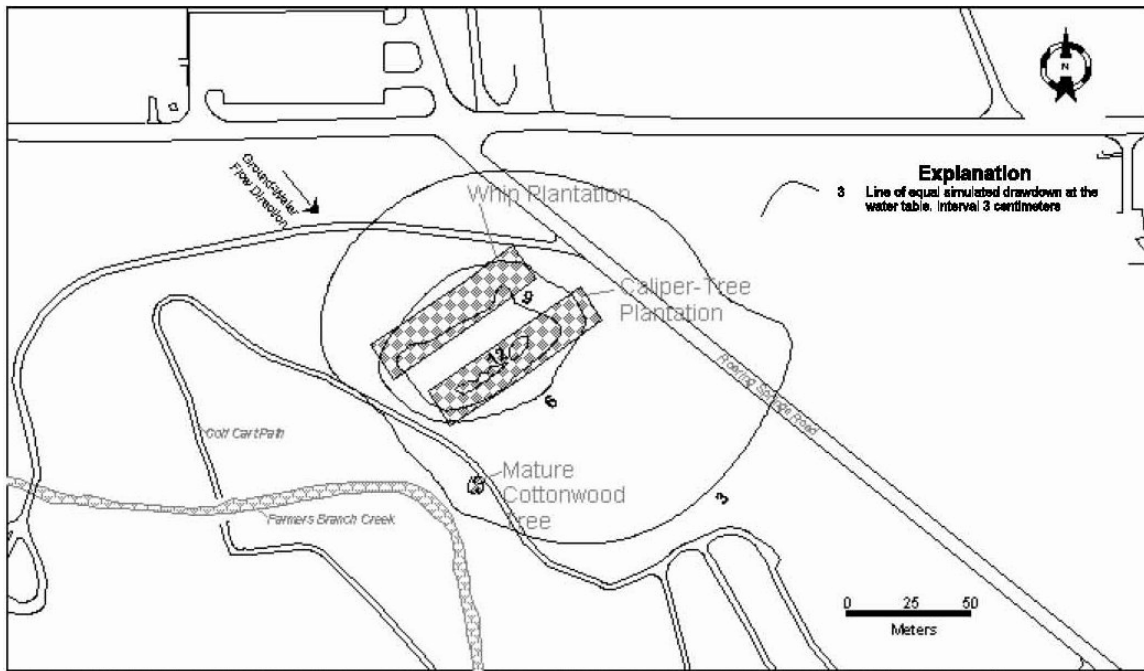 N
Ground-Water
Flow Direction
Whip Plantation
Explanation
3 Line of equal simulated drawdown at the
water table. Interval 3 centimeters
9
Caliper-Tree
Plantation
12
6
Roaring Springs Road
Golf Cart Path
Mature
Cottonwood
Tree
3
Farmers Branch Creek
0 25 50
Meters